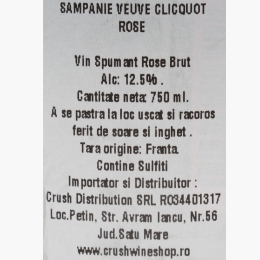 SAMPANIE VEUVE CLICQUOT
ROSE
Vin Spumant Rose Brut
Alc: 12.5% .
Cantitate neta: 750 ml.
A se pastra la loc uscat si racoros
ferit de soare si inghet .
Tara origine: Franta.
Contine Sulfiti
Importator si Distribuitor :
Crush Distribution SRL RO34401317
Loc.Petin, Str. Avram Iancu, Nr.56
Jud.Satu Mare
www.crushwineshop.ro